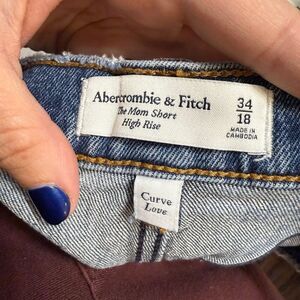 Abercrombie & Fitch
The Mom Short
High Rise
34
18
MADE IN
CAMBODIA
Curve
Love